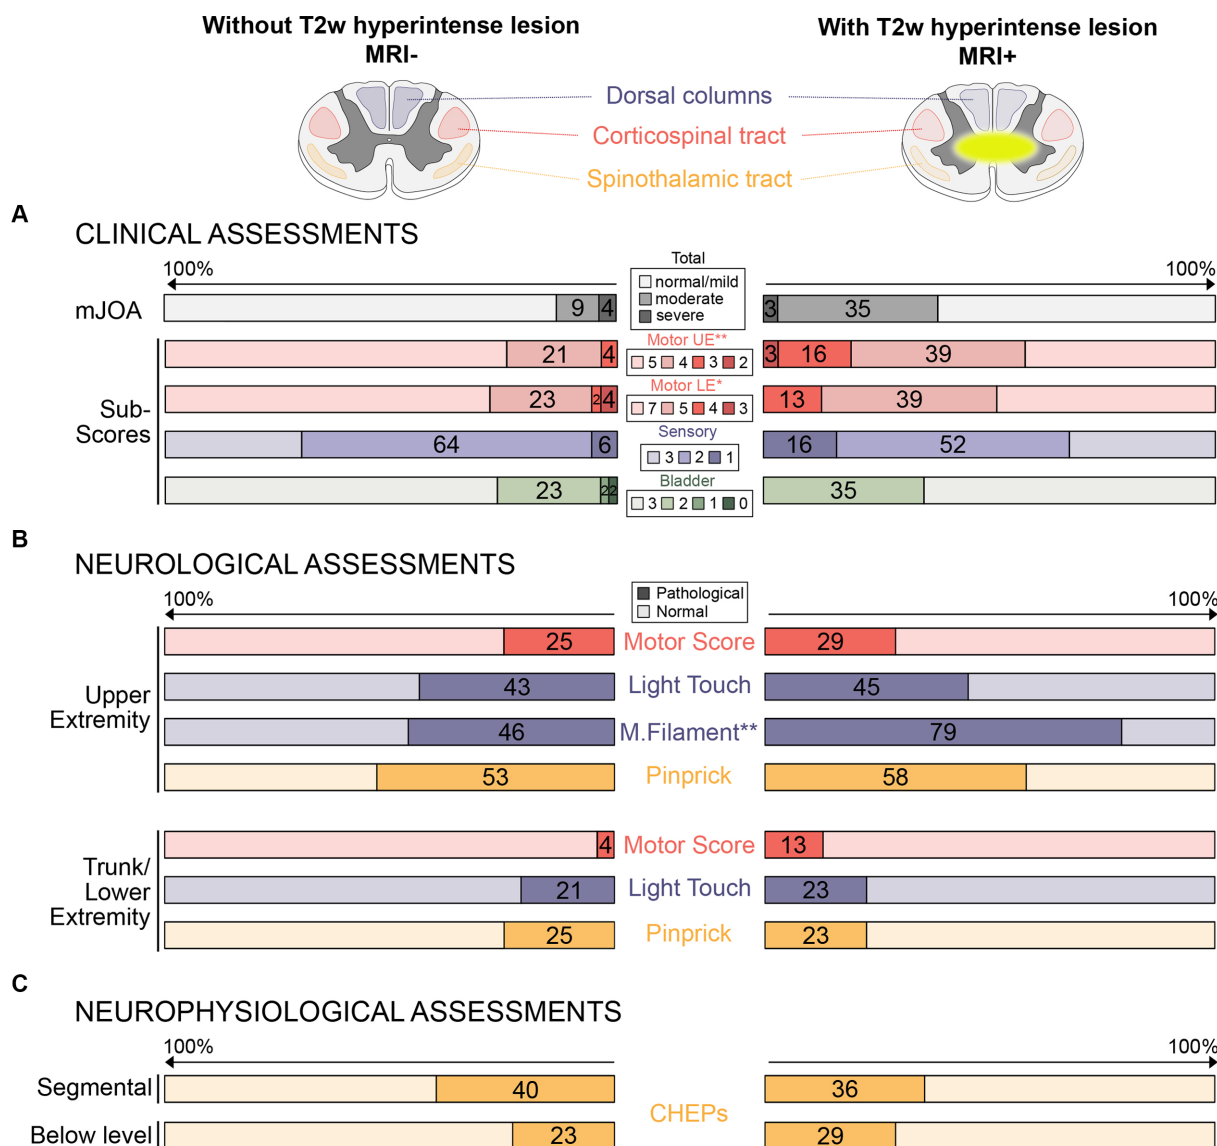 Without T2w hyperintense lesion
MRI-
With T2w hyperintense lesion
MRI+
Dorsal columns
Corticospinal tract
Spinothalamic tract
A
CLINICAL ASSESSMENTS
100%
Total
normal/mild
moderate
severe
100%
mJOA
9 4
3 35
Motor UE**
5 4 3 2
21 4
3 16 39
Motor LE*
7 5 4 3
23 2 4
13 39
Sub-
Scores
Sensory
3 2 1
64 6
16 52
Bladder
3 2 1 0
23 2 2
35
B
NEUROLOGICAL ASSESSMENTS
100%
Pathological
Normal
100%
Upper
Extremity
25 Motor Score 29
43 Light Touch 45
46 M.Filament** 79
53 Pinprick 58
Trunk/
Lower
Extremity
4 Motor Score 13
21 Light Touch 23
25 Pinprick 23
C
NEUROPHYSIOLOGICAL ASSESSMENTS
100%
100%
Segmental 40 36
CHEPs
Below level 23 29